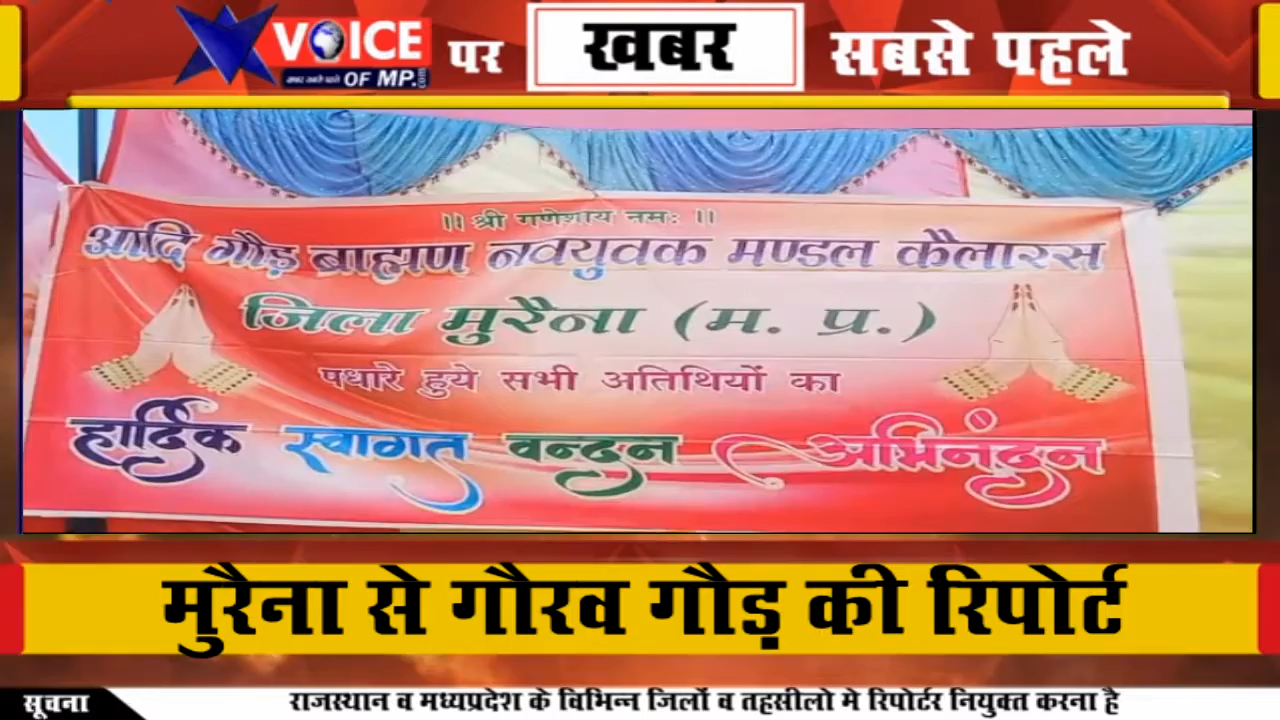 VOICE पर खबर सबसे पहले
OF MP.com
|| श्री गणेशाय नमः ||
आदि गौड़ ब्राह्मण नवयुवक मण्डल कैलारस
जिला मुरैना (म. प्र.)
पधारे हुये सभी अतिथियों का
हार्दिक स्वागत वन्दन अभिनंदन
मुरैना से गौरव गौड़ की रिपोर्ट
सूचना राजस्थान व मध्यप्रदेश के विभिन्न जिलों व तहसीलो मे रिपोर्टर नियुक्त करना है